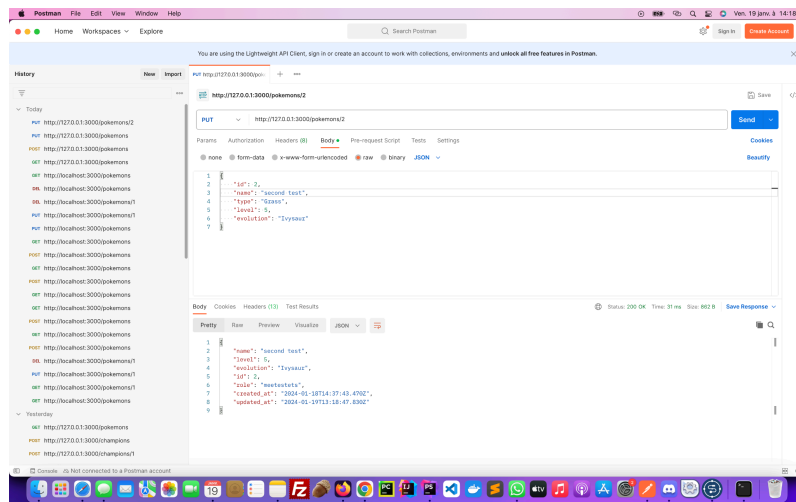 Postman File Edit View Window Help Ven. 19 janv. à 14:18
Home Workspaces Explore Search Postman Sign In Create Account
You are using the Lightweight API Client, sign in or create an account to work with collections, environments and unlock all free features in Postman.
History New Import PUT http://127.0.0.1:3000/pok
http://127.0.0.1:3000/pokemons/2 Save
Today
PUT http://127.0.0.1:3000/pokemons/2
PUT http://127.0.0.1:3000/pokemons
POST http://127.0.0.1:3000/pokemons
GET http://127.0.0.1:3000/pokemons
GET http://localhost:3000/pokemons
DEL http://localhost:3000/pokemons
DEL http://localhost:3000/pokemons/1
PUT http://localhost:3000/pokemons/1
PUT http://localhost:3000/pokemons
GET http://localhost:3000/pokemons
POST http://localhost:3000/pokemons
GET http://localhost:3000/pokemons
POST http://localhost:3000/pokemons
GET http://localhost:3000/pokemons
GET http://localhost:3000/pokemons
POST http://localhost:3000/pokemons
GET http://localhost:3000/pokemons
POST http://localhost:3000/pokemons
DEL http://localhost:3000/pokemons/1
PUT http://localhost:3000/pokemons/1
GET http://localhost:3000/pokemons/1
GET http://localhost:3000/pokemons
Yesterday
GET http://127.0.0.1:3000/pokemons
POST http://127.0.0.1:3000/champions
POST http://127.0.0.1:3000/champions/1
PUT http://127.0.0.1:3000/pokemons/2 Send
Params Authorization Headers (8) Body Pre-request Script Tests Settings Cookies
none form-data x-www-form-urlencoded raw binary JSON Beautify
1 {
2 "id": 2,
3 "name": "second test",
4 "type": "Grass",
5 "level": 5,
6 "evolution": "Ivysaur"
7 }
Body Cookies Headers (13) Test Results Status: 200 OK Time: 31 ms Size: 862 B Save Response
Pretty Raw Preview Visualize JSON
1 {
2 "name": "second test",
3 "level": 5,
4 "evolution": "Ivysaur",
5 "id": 2,
6 "role": "meetestets",
7 "created_at": "2024-01-18T14:37:43.470Z",
8 "updated_at": "2024-01-19T13:18:47.830Z"
9 }
Console Not connected to a Postman account
19 PC IJ PS tv